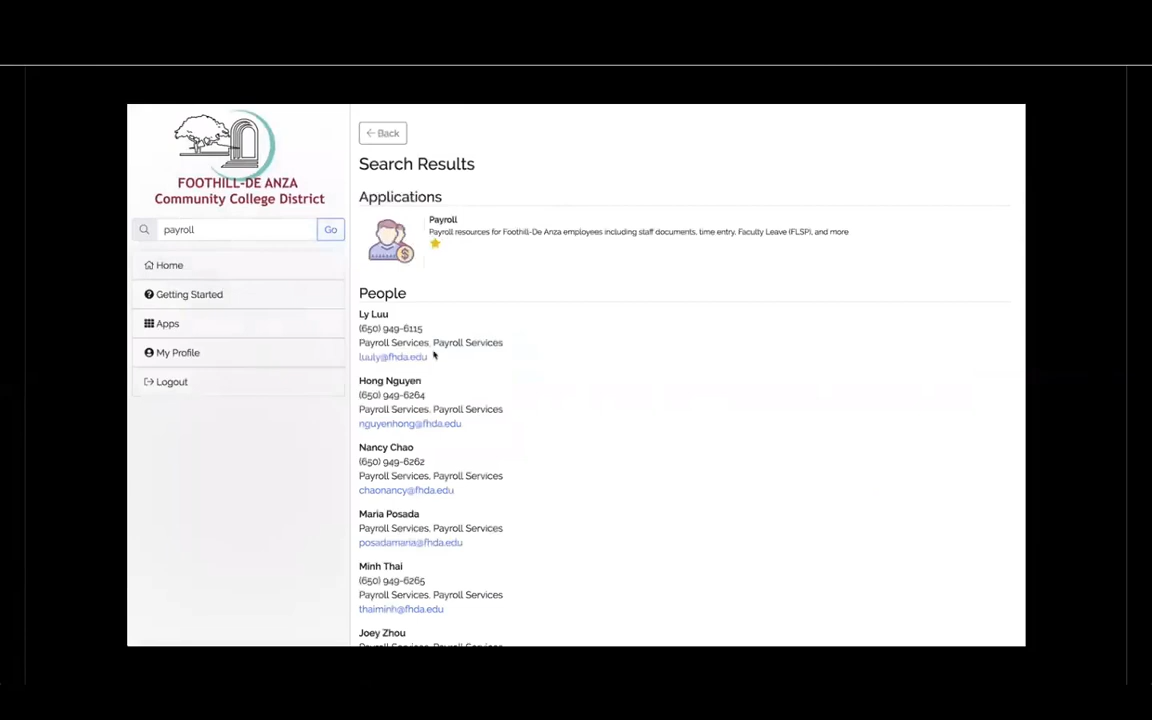 FOOTHILL-DE ANZA
Community College District
payroll
Go
Home
Getting Started
Apps
My Profile
Logout
Back
Search Results
Applications
Payroll
Payroll resources for Foothill-De Anza employees including staff documents, time entry, Faculty Leave (FLSP), and more
People
Ly Luu
(650) 949-6115
Payroll Services, Payroll Services
luuly@fhda.edu
Hong Nguyen
(650) 949-6264
Payroll Services, Payroll Services
nguyenhong@fhda.edu
Nancy Chao
(650) 949-6262
Payroll Services, Payroll Services
chaonancy@fhda.edu
Maria Posada
Payroll Services, Payroll Services
posadamaria@fhda.edu
Minh Thai
(650) 949-6265
Payroll Services, Payroll Services
thaiminh@fhda.edu
Joey Zhou
Payroll Services, Payroll Services